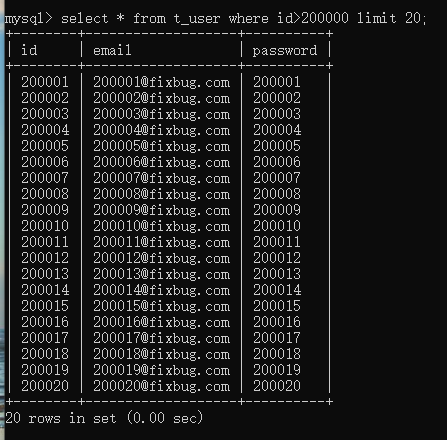 mysql> select * from t_user where id>200000 limit 20;
+--------+-------------------+----------+
| id     | email             | password |
+--------+-------------------+----------+
| 200001 | 200001@fixbug.com | 200001   |
| 200002 | 200002@fixbug.com | 200002   |
| 200003 | 200003@fixbug.com | 200003   |
| 200004 | 200004@fixbug.com | 200004   |
| 200005 | 200005@fixbug.com | 200005   |
| 200006 | 200006@fixbug.com | 200006   |
| 200007 | 200007@fixbug.com | 200007   |
| 200008 | 200008@fixbug.com | 200008   |
| 200009 | 200009@fixbug.com | 200009   |
| 200010 | 200010@fixbug.com | 200010   |
| 200011 | 200011@fixbug.com | 200011   |
| 200012 | 200012@fixbug.com | 200012   |
| 200013 | 200013@fixbug.com | 200013   |
| 200014 | 200014@fixbug.com | 200014   |
| 200015 | 200015@fixbug.com | 200015   |
| 200016 | 200016@fixbug.com | 200016   |
| 200017 | 200017@fixbug.com | 200017   |
| 200018 | 200018@fixbug.com | 200018   |
| 200019 | 200019@fixbug.com | 200019   |
| 200020 | 200020@fixbug.com | 200020   |
+--------+-------------------+----------+
20 rows in set (0.00 sec)